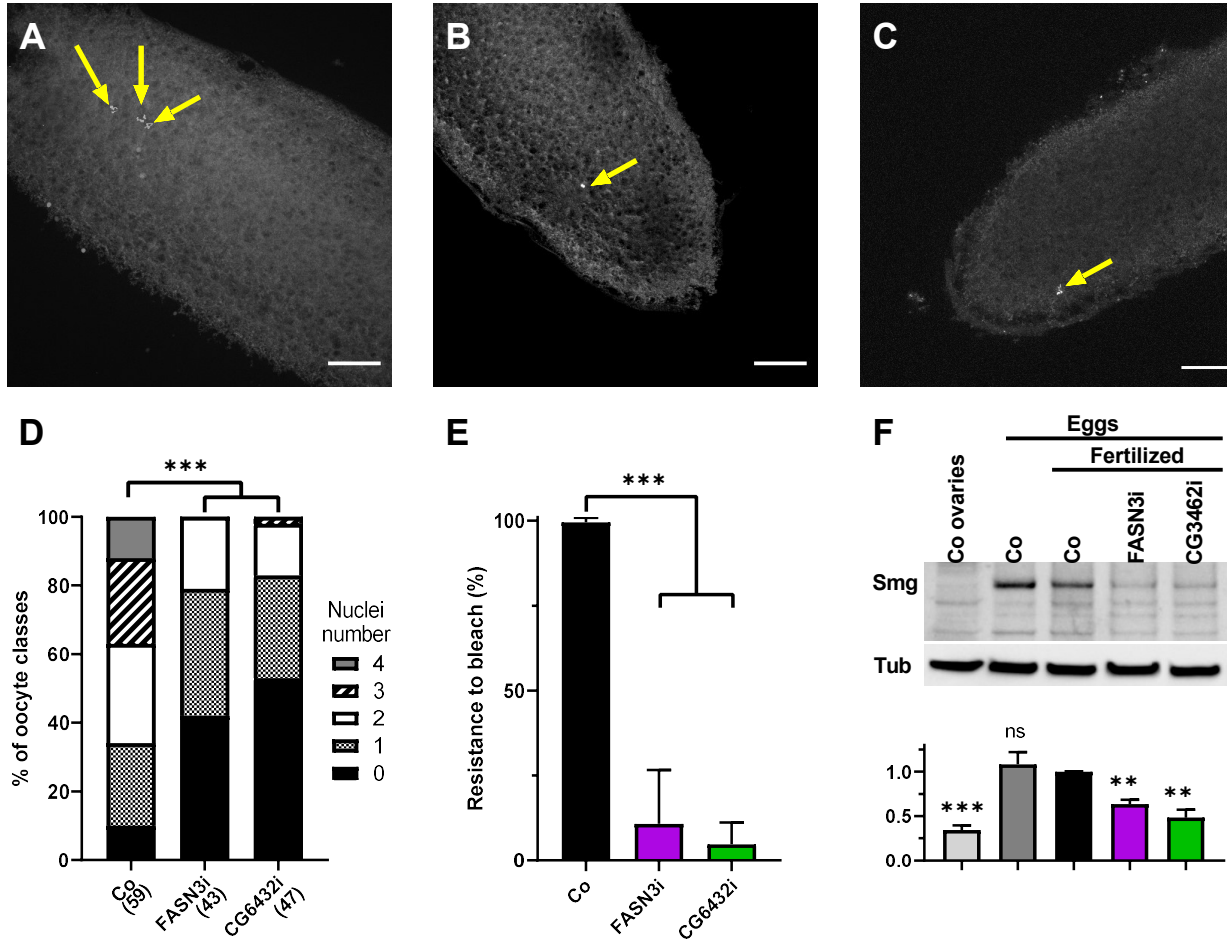 A
B
C
D
***
100
80
60
40
20
0
% of oocyte classes
Nuclei
number
4
3
2
1
0
Co
(59)
FASN3i
(43)
CG6432i
(47)
E
***
100
50
0
Resistance to bleach (%)
Co
FASN3i
CG6432i
F
Eggs
Fertilized
Co ovaries
Co
Co
FASN3i
CG3462i
Smg
Tub
1.0
0.5
0.0
***
ns
**
**